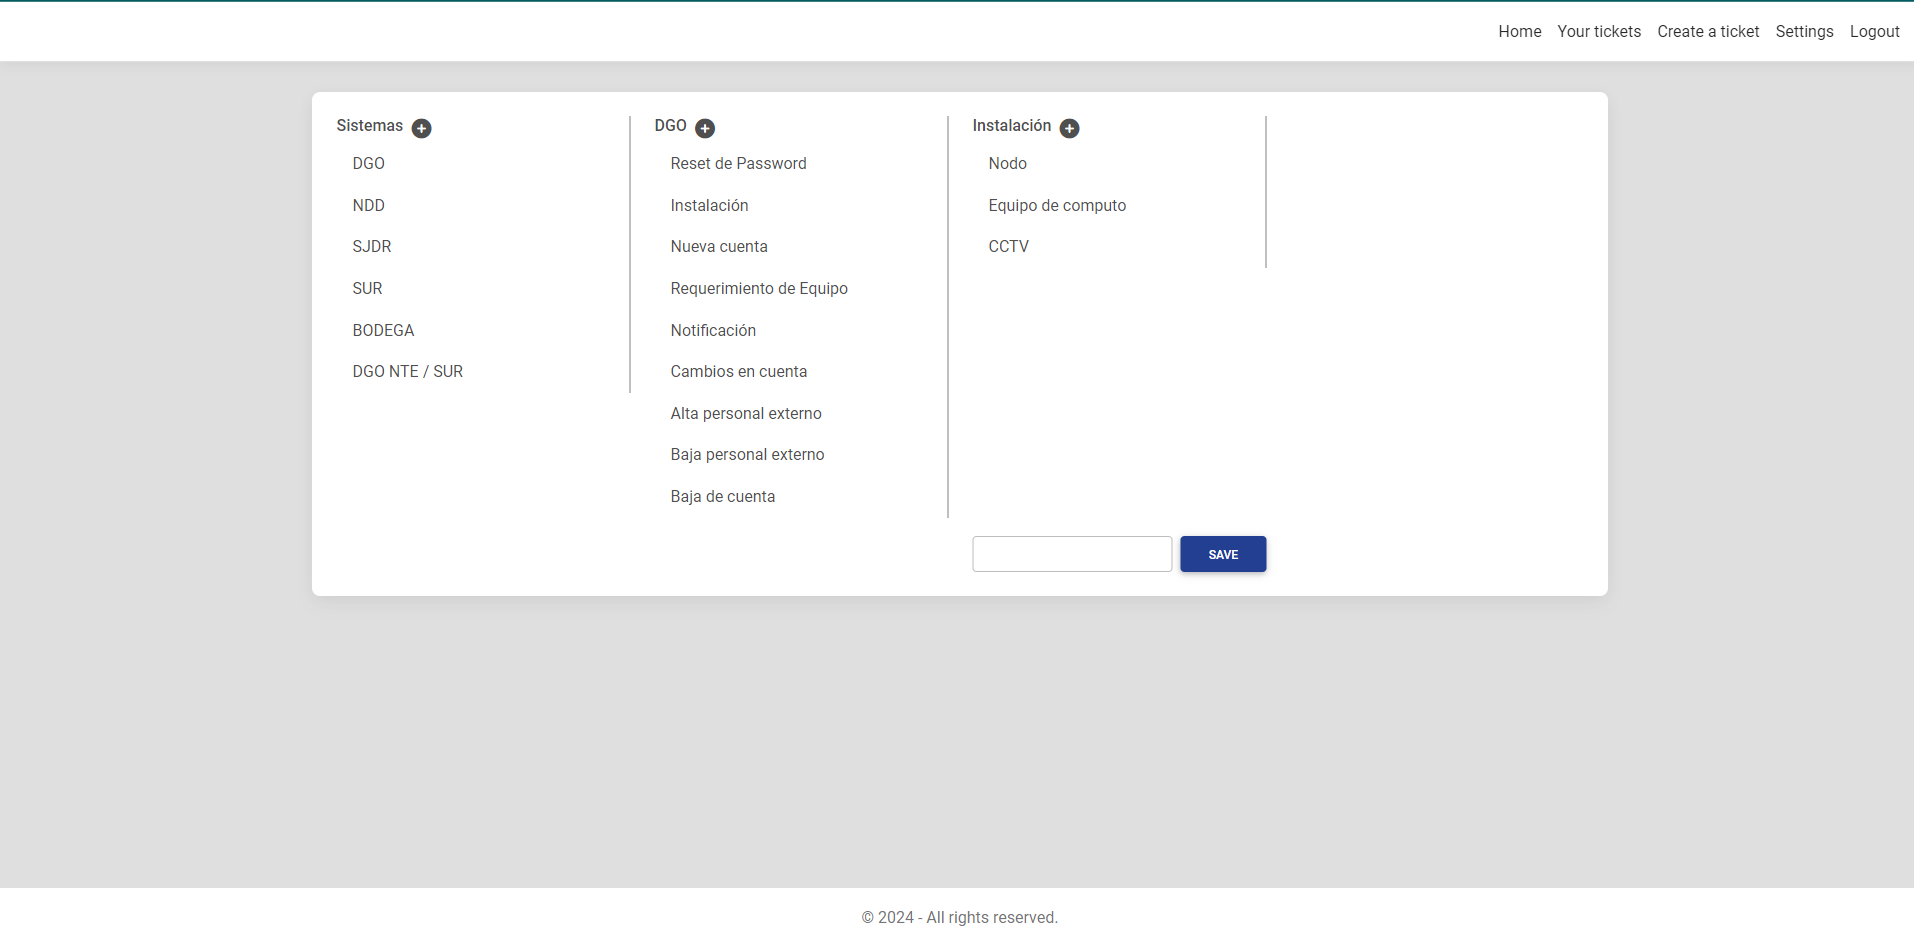 Home Your tickets Create a ticket Settings Logout
Sistemas
DGO
NDD
SJDR
SUR
BODEGA
DGO NTE / SUR
DGO
Reset de Password
Instalación
Nueva cuenta
Requerimiento de Equipo
Notificación
Cambios en cuenta
Alta personal externo
Baja personal externo
Baja de cuenta
Instalación
Nodo
Equipo de computo
CCTV
SAVE
© 2024 - All rights reserved.